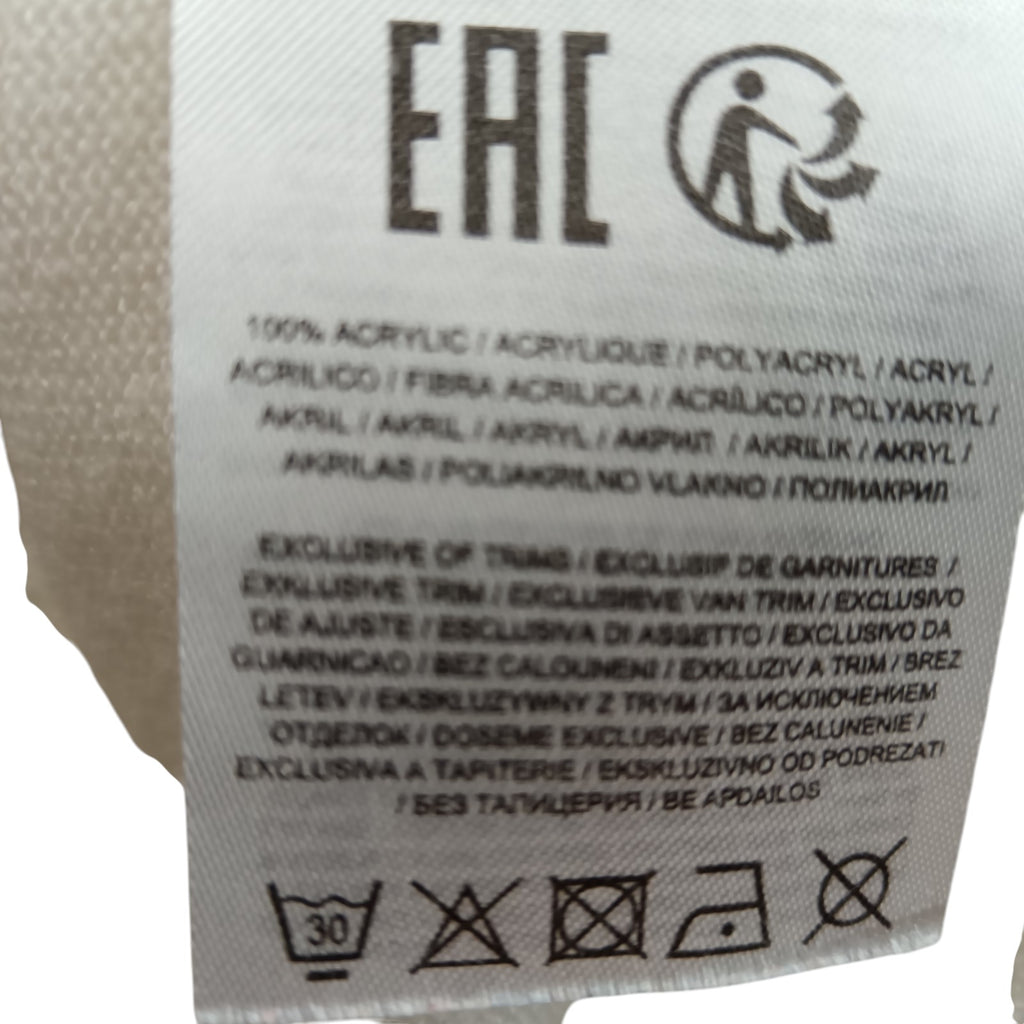 EAC
100% ACRYLIC / ACRYLIQUE / POLYACRYL / ACRYL /
ACRILICO / FIBRA ACRILICA / ACRÍLICO / POLYAKRYL /
AKRIL / AKRIL / AKRYL / АКРИЛ / AKRILIK / AKRYL /
AKRILAS / POLIAKRILNO VLAKNO / ПОЛИАКРИЛ
EXCLUSIVE OF TRIMS / EXCLUSIF DE GARNITURES /
EXKLUSIVE TRIM / EXCLUSIEVE VAN TRIM / EXCLUSIVO
DE AJUSTE / ESCLUSIVA DI ASSETTO / EXCLUSIVO DA
GUARNICAO / BEZ CALOUNENI / EXKLUZIV A TRIM / BREZ
LETEV / EKSKLUZYWNY Z TRYM / ЗА ИСКЛЮЧЕНИЕМ
ОТДЕЛОК / DOSEME EXCLUSIVE / BEZ CALUNENIE /
EXCLUSIVA A TAPITERIE / EKSKLUZIVNO OD PODREZATI
/ БЕЗ ТАПИЦЕРИЯ / BE APDAILOS
30